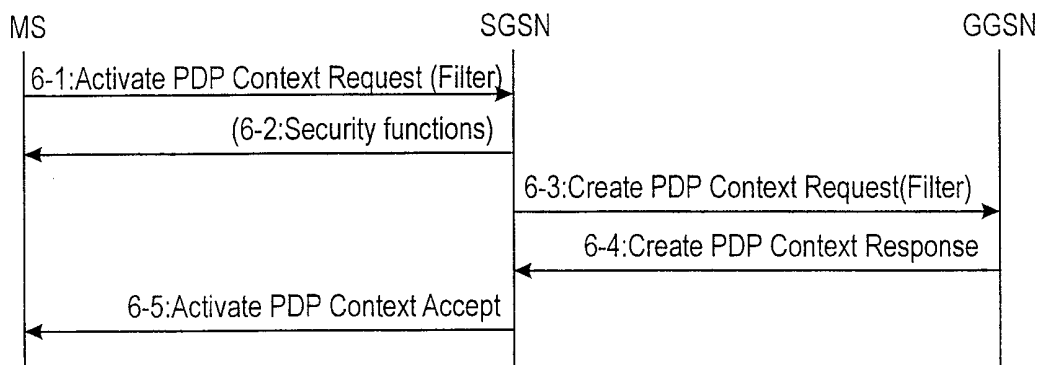 MS SGSN GGSN
6-1:Activate PDP Context Request (Filter)
(6-2:Security functions)
6-3:Create PDP Context Request(Filter)
6-4:Create PDP Context Response
6-5:Activate PDP Context Accept